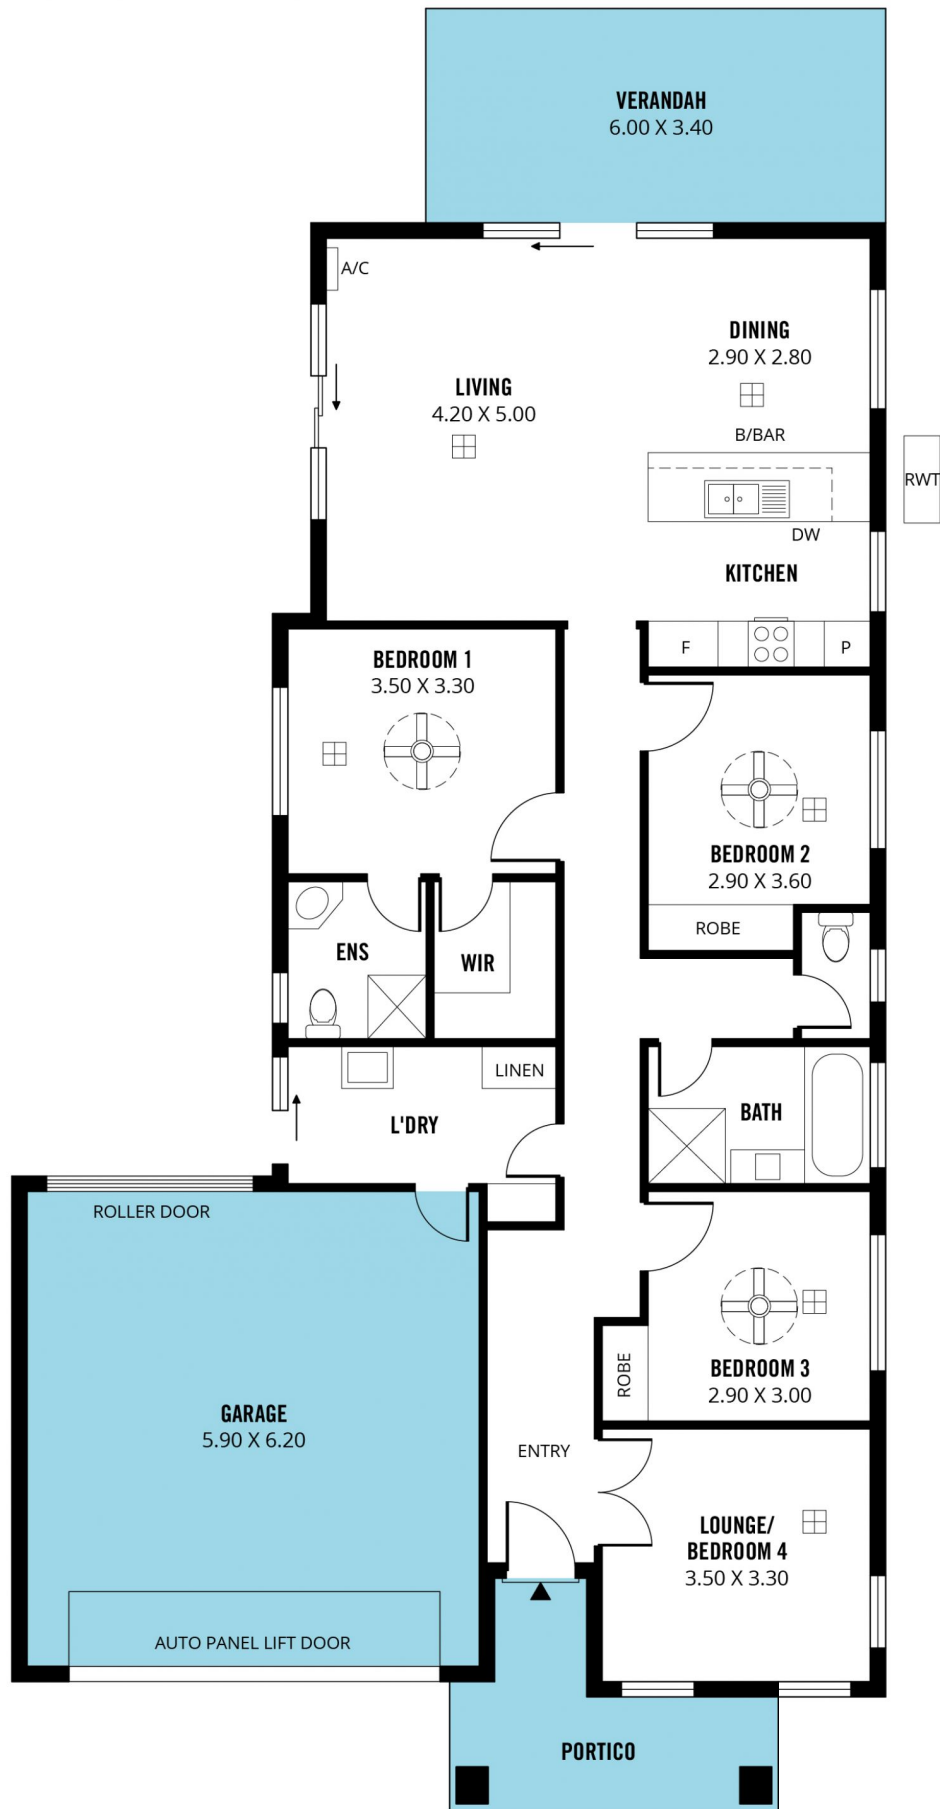 VERANDAH
6.00 X 3.40
A/C
DINING
2.90 X 2.80
LIVING
4.20 X 5.00
B/BAR
RWT
DW
KITCHEN
F
P
BEDROOM 1
3.50 X 3.30
BEDROOM 2
2.90 X 3.60
ROBE
ENS
WIR
LINEN
BATH
L'DRY
ROLLER DOOR
ROBE
BEDROOM 3
2.90 X 3.00
GARAGE
5.90 X 6.20
ENTRY
LOUNGE/
BEDROOM 4
3.50 X 3.30
AUTO PANEL LIFT DOOR
PORTICO